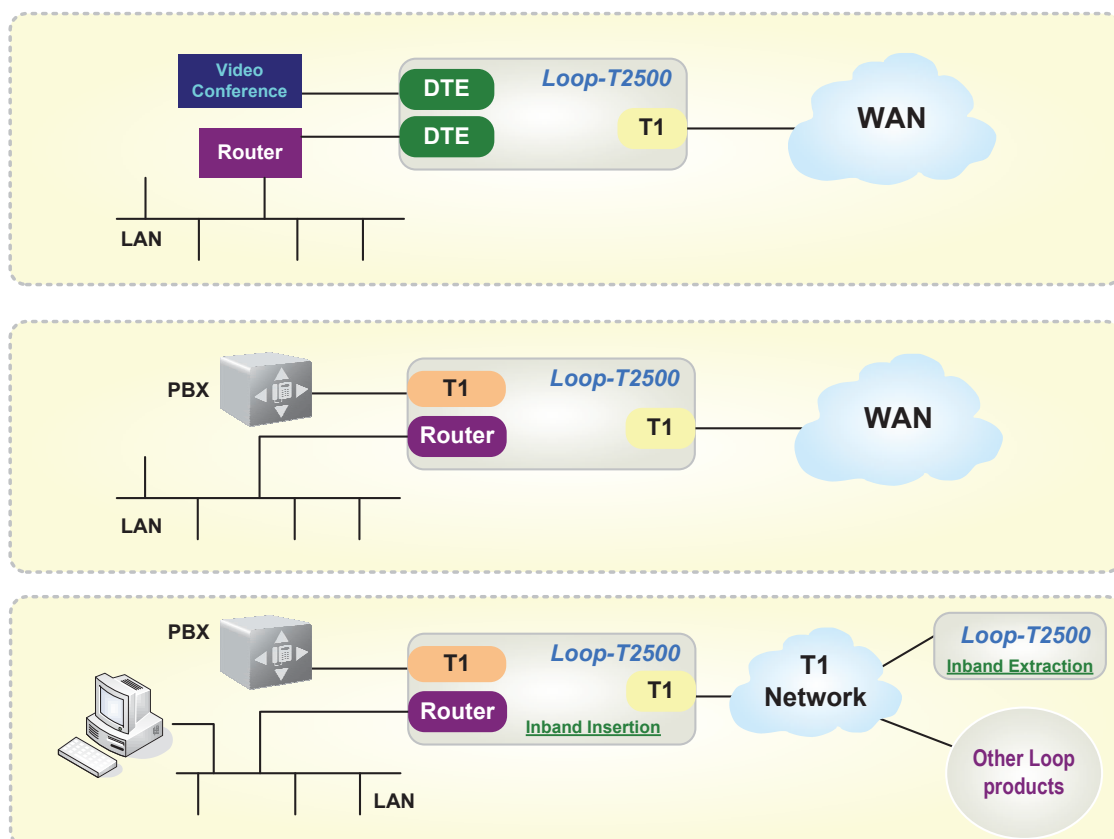 Video
Conference
DTE
Loop-T2500
DTE
T1
WAN
Router
LAN
PBX
T1
Loop-T2500
Router
T1
WAN
LAN
PBX
T1
Loop-T2500
T1
Router
Inband Insertion
T1
Network
Loop-T2500
Inband Extraction
Other Loop
products
LAN